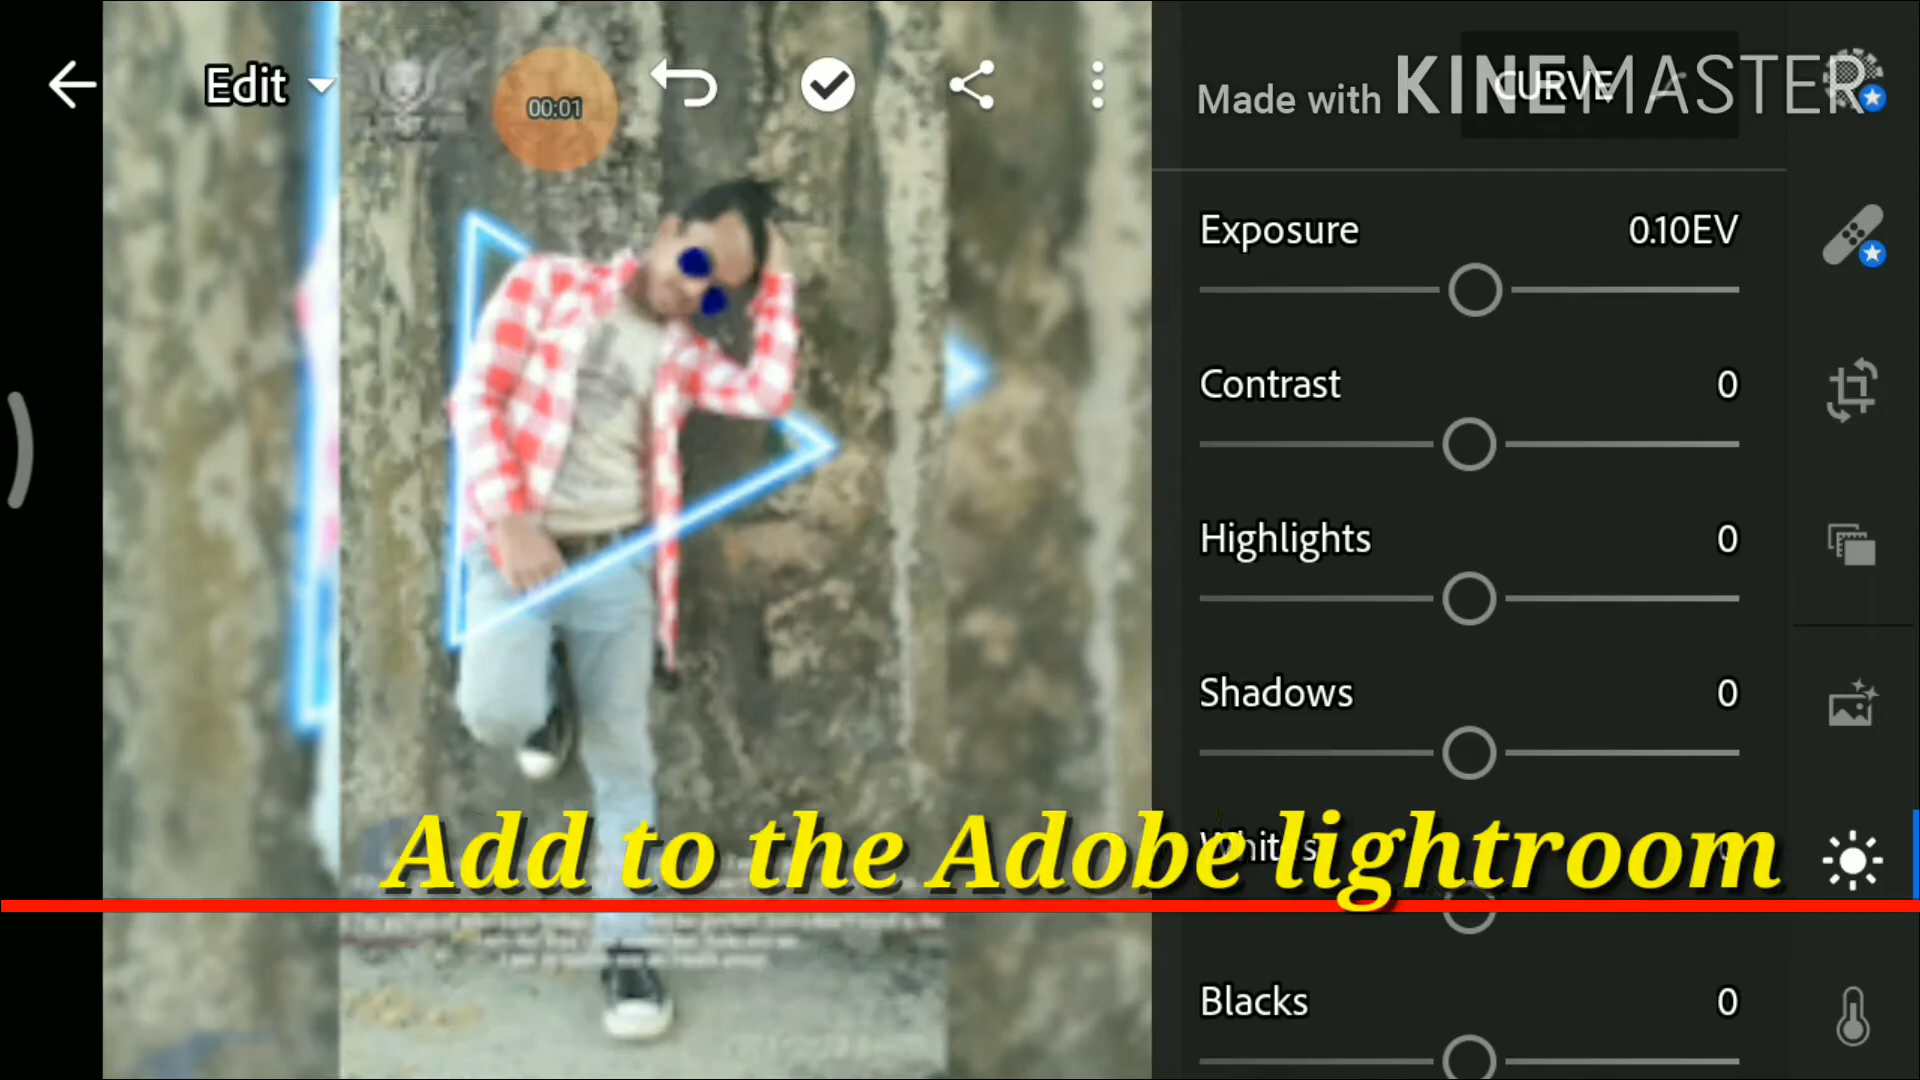 Edit
00:01
Made with KINEMASTER
CURVE
Exposure 0.10EV
Contrast 0
Highlights 0
Shadows 0
Whites
Add to the Adobe lightroom
Blacks 0